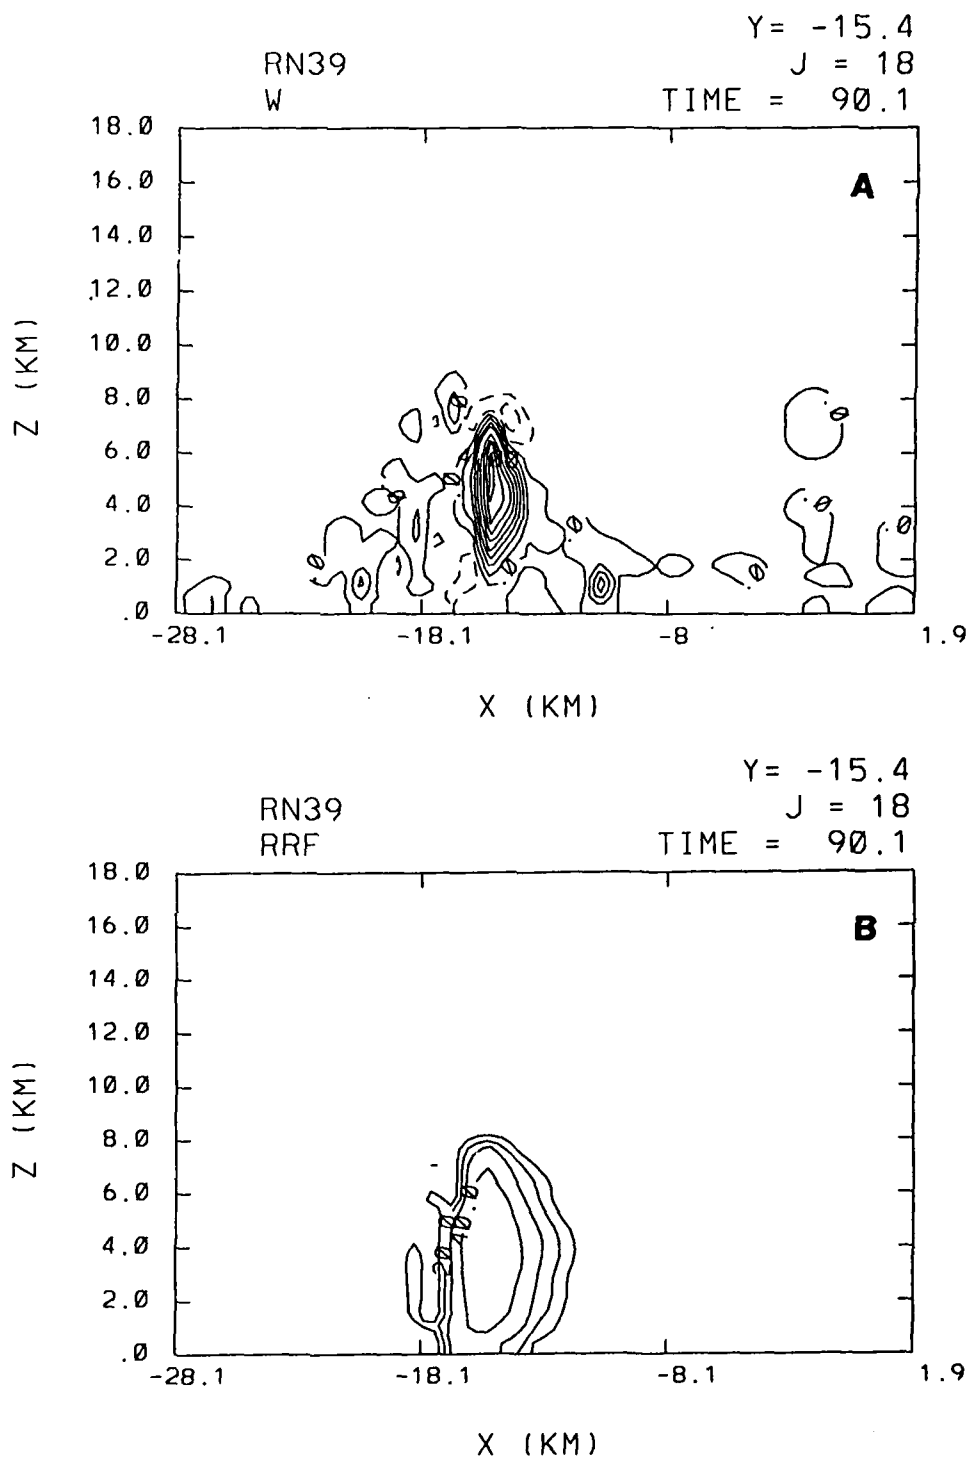 Y= -15.4
RN39
J = 18
W
TIME = 90.1
18.0
A
16.0
14.0
12.0
10.0
8.0
6.0
4.0
2.0
.0
Z (KM)
-28.1
-18.1
-8
1.9
X (KM)
Y= -15.4
RN39
J = 18
RRF
TIME = 90.1
18.0
B
16.0
14.0
12.0
10.0
8.0
6.0
4.0
2.0
.0
Z (KM)
-28.1
-18.1
-8.1
1.9
X (KM)